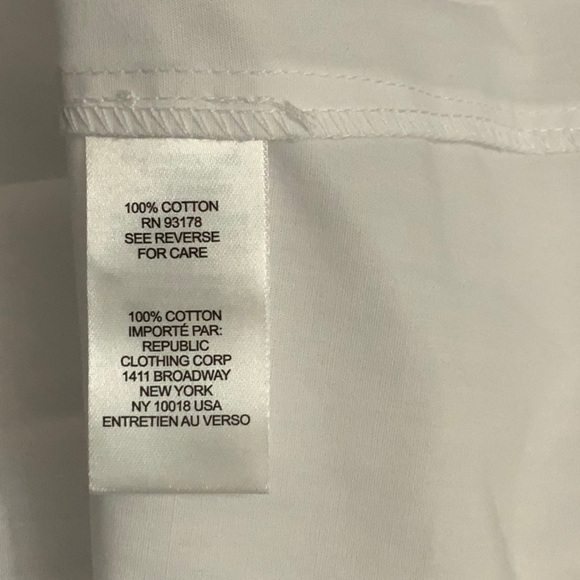 100% COTTON
RN 93178
SEE REVERSE
FOR CARE
100% COTTON
IMPORTÉ PAR:
REPUBLIC
CLOTHING CORP
1411 BROADWAY
NEW YORK
NY 10018 USA
ENTRETIEN AU VERSO